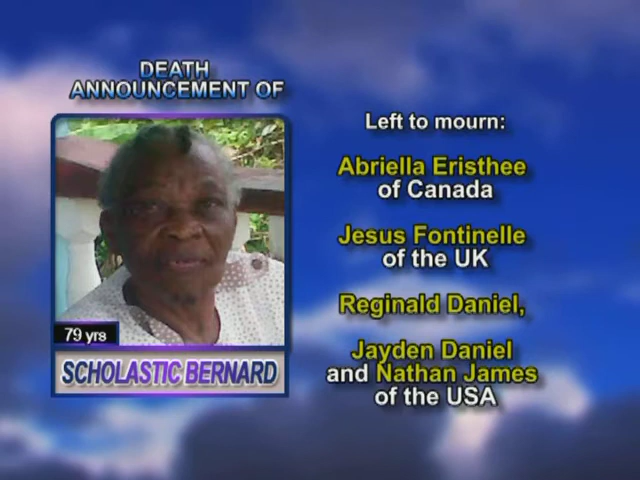 DEATH
ANNOUNCEMENT OF
79 yrs
SCHOLASTIC BERNARD
Left to mourn:
Abriella Eristhee
of Canada
Jesus Fontinelle
of the UK
Reginald Daniel,
Jayden Daniel
and Nathan James
of the USA